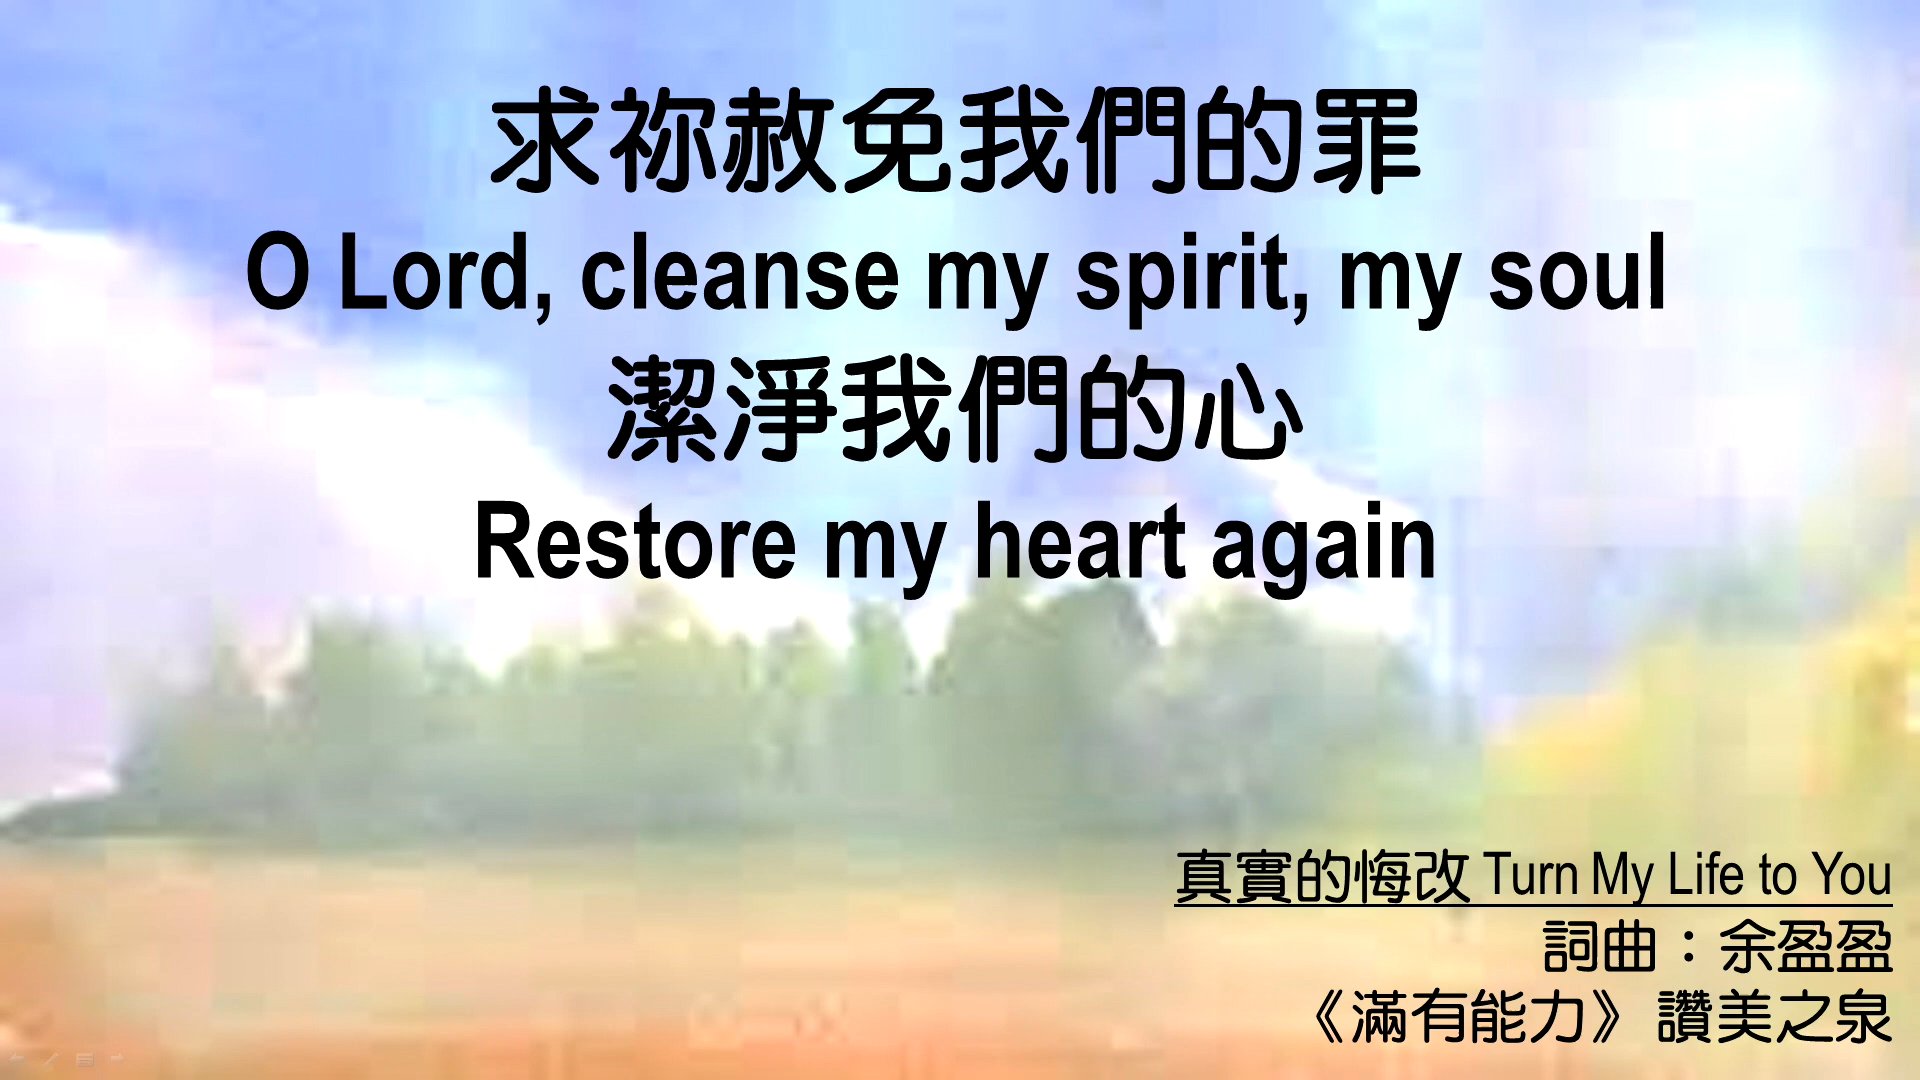 求祢赦免我們的罪
O Lord, cleanse my spirit, my soul
潔淨我們的心
Restore my heart again
真實的悔改 Turn My Life to You
詞曲：余盈盈
《滿有能力》 讚美之泉